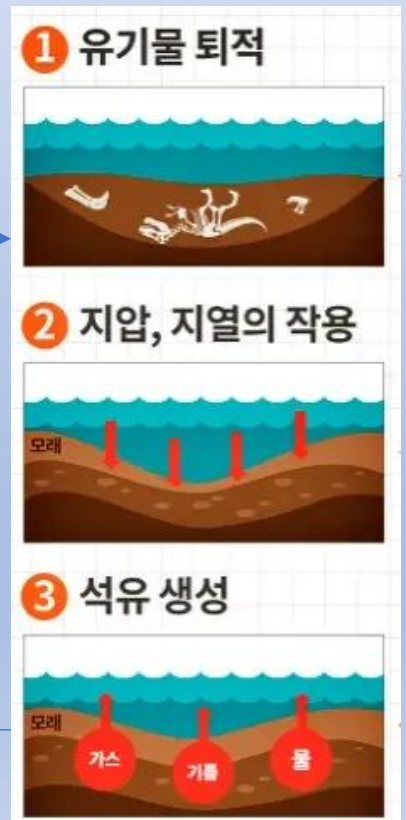 1 유기물 퇴적
2 지압, 지열의 작용
모래
3 석유 생성
모래
가스
기름
물